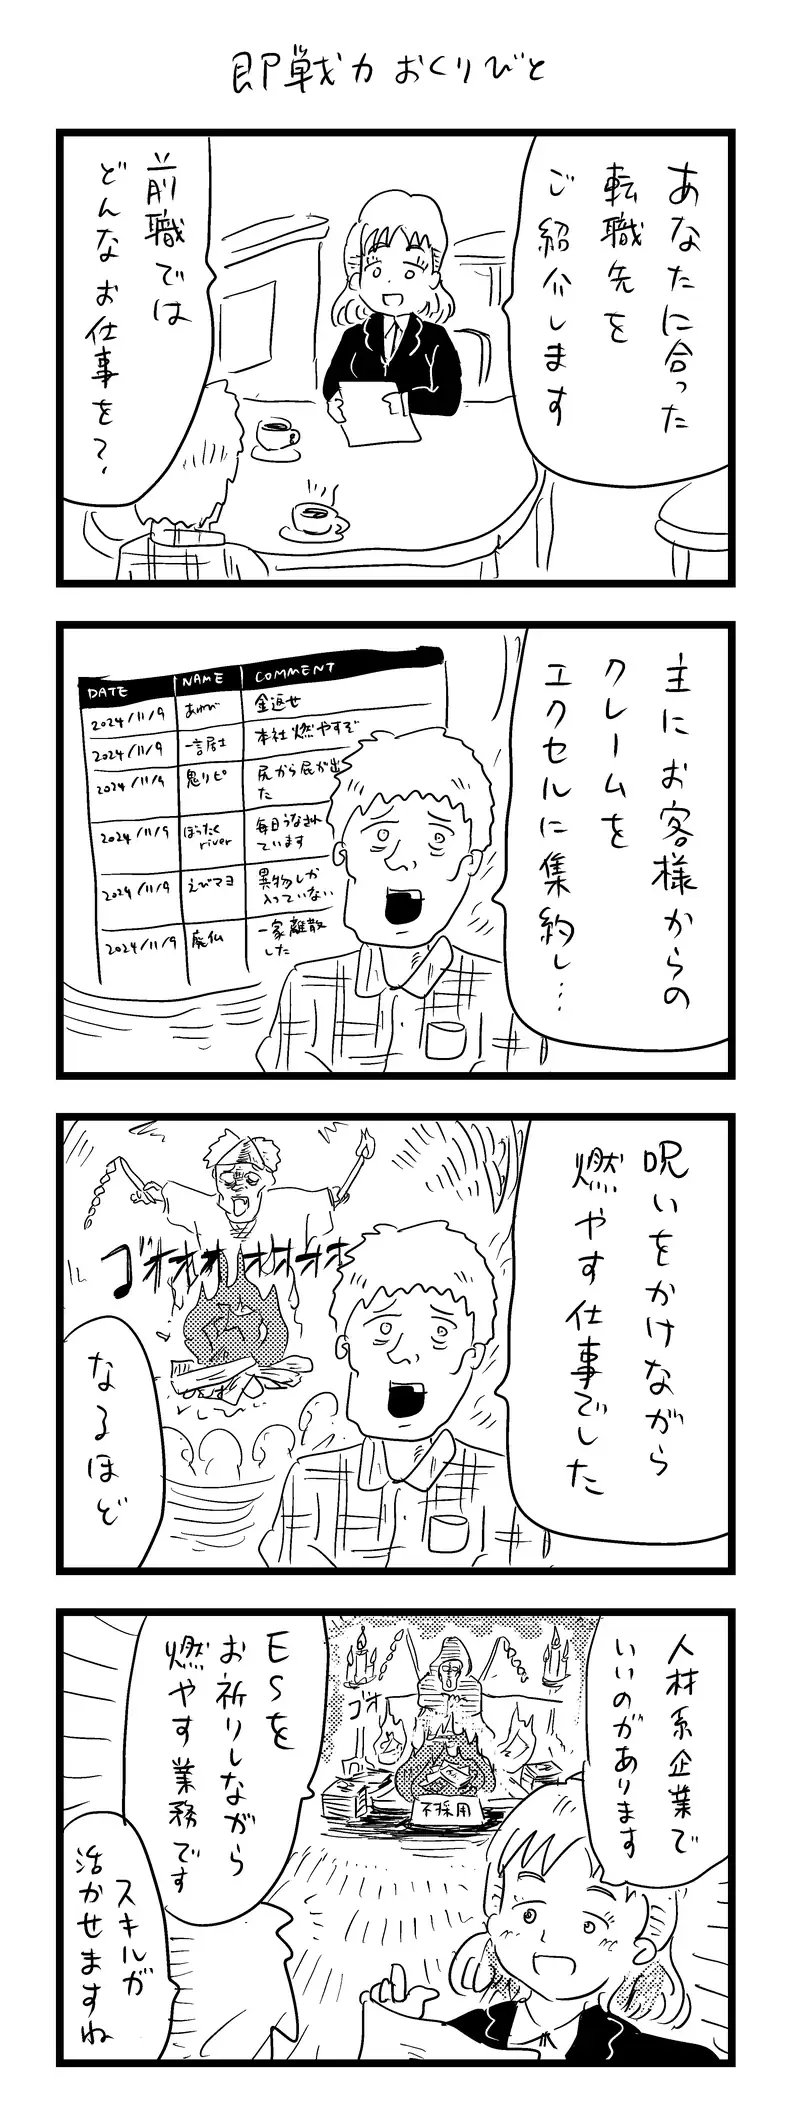 即戦力おくりびと
あなたに合った
転職先を
ご紹介します
前職では
どんなお仕事を?
主にお客様からの
クレームを
エクセルに集約し…
DATE NAME COMMENT
2024/11/9 あけび 金返せ
2024/11/9 一言居士 本社燃やすぞ
2024/11/9 鬼リピ 尻から屁が出
た
2024/11/9 ぼったくり
river 毎日うなされ
ています
2024/11/9 えびマヨ 異物しか
入っていない
2024/11/9 廃仏 一家離散
した
呪いをかけながら
燃やす仕事でした
ゴオオオオオオオ
なるほど
人材系企業で
いいのがあります
ゴオ
不採用
ESを
お祈りしながら
燃やす業務です
スキルが
活かせますね